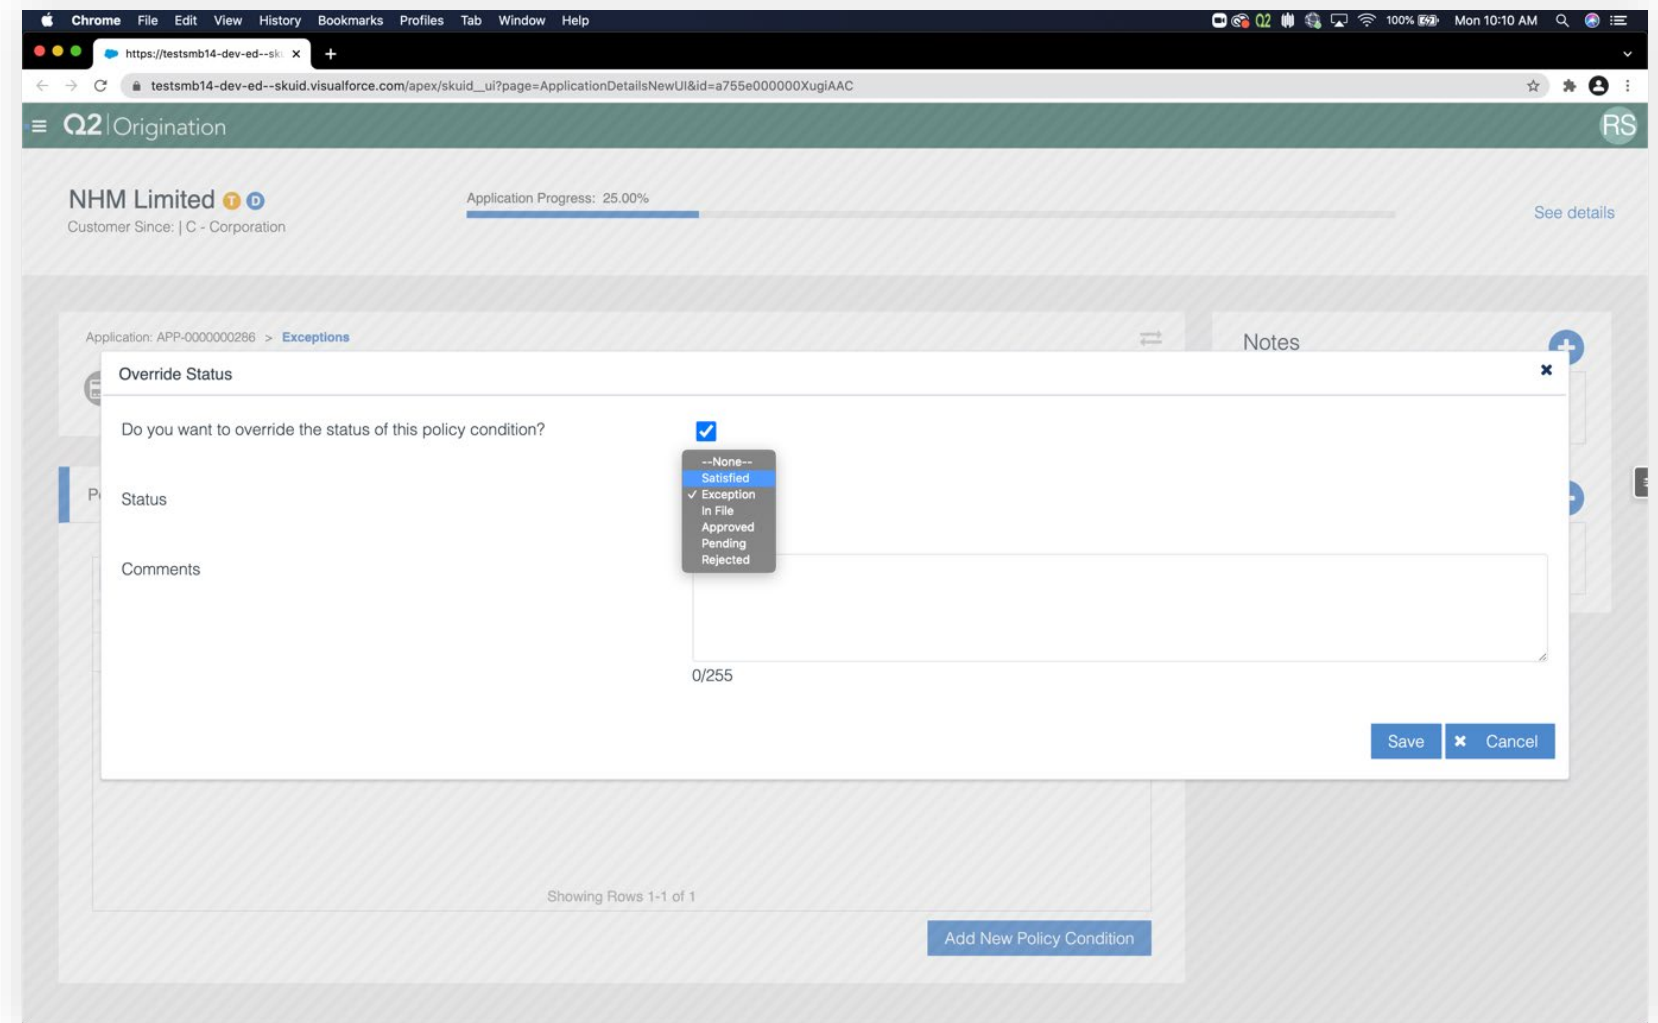 Chrome File Edit View History Bookmarks Profiles Tab Window Help Q2 100% Mon 10:10 AM
https://testsmb14-dev-ed--sk
testsmb14-dev-ed--skuid.visualforce.com/apex/skuid__ui?page=ApplicationDetailsNewUI&id=a755e000000XugiAAC
Q2 Origination RS
NHM Limited T D
Application Progress: 25.00%
See details
Customer Since: | C - Corporation
Application: APP-0000000286 > Exceptions
Notes
Override Status
Do you want to override the status of this policy condition?
--None--
Satisfied
Status
✓ Exception
In File
Approved
Pending
Rejected
Comments
0/255
Save Cancel
Showing Rows 1-1 of 1
Add New Policy Condition